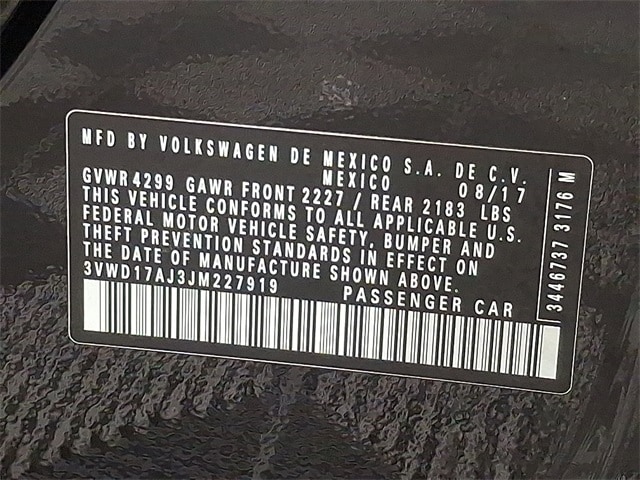 MFD BY VOLKSWAGEN DE MEXICO S.A. DE C.V.
MEXICO 08/17
GVWR4299 GAWR FRONT 2227 / REAR 2183 LBS
THIS VEHICLE CONFORMS TO ALL APPLICABLE U.S.
FEDERAL MOTOR VEHICLE SAFETY, BUMPER AND
THEFT PREVENTION STANDARDS IN EFFECT ON
THE DATE OF MANUFACTURE SHOWN ABOVE.
3VWD17AJ3JM227919 PASSENGER CAR
3446737 3176 M